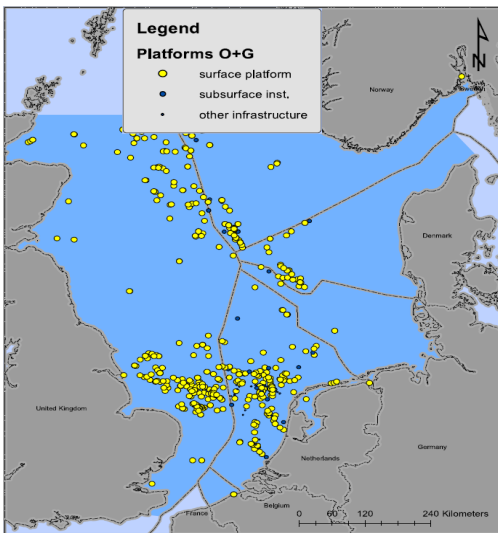 Legend
Platforms O+G
surface platform
subsurface inst.
other infrastructure
N
Norway
Sweden
Denmark
United Kingdom
Netherlands
Germany
Belgium
France
0 60 120 240 Kilometers